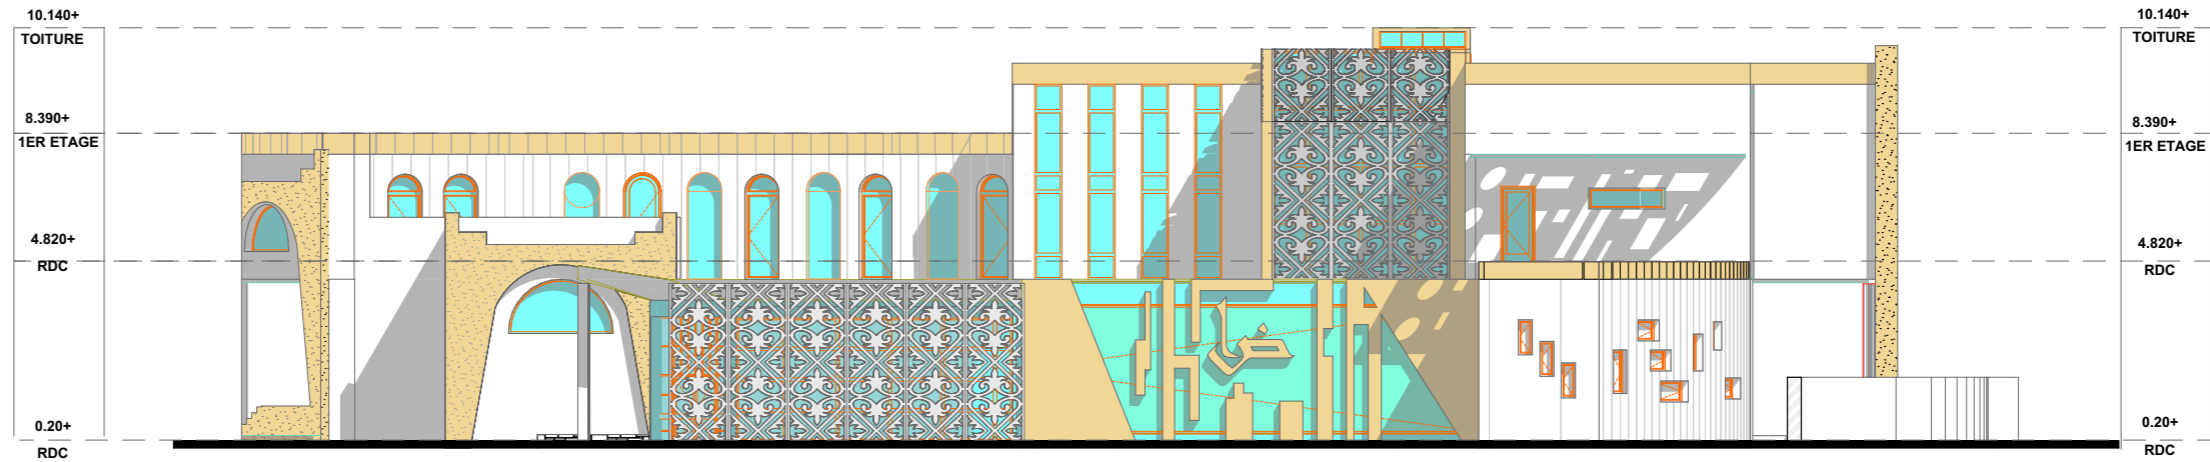 10.140+
TOITURE
8.390+
1ER ETAGE
4.820+
RDC
0.20+
RDC
ض
10.140+
TOITURE
8.390+
1ER ETAGE
4.820+
RDC
0.20+
RDC